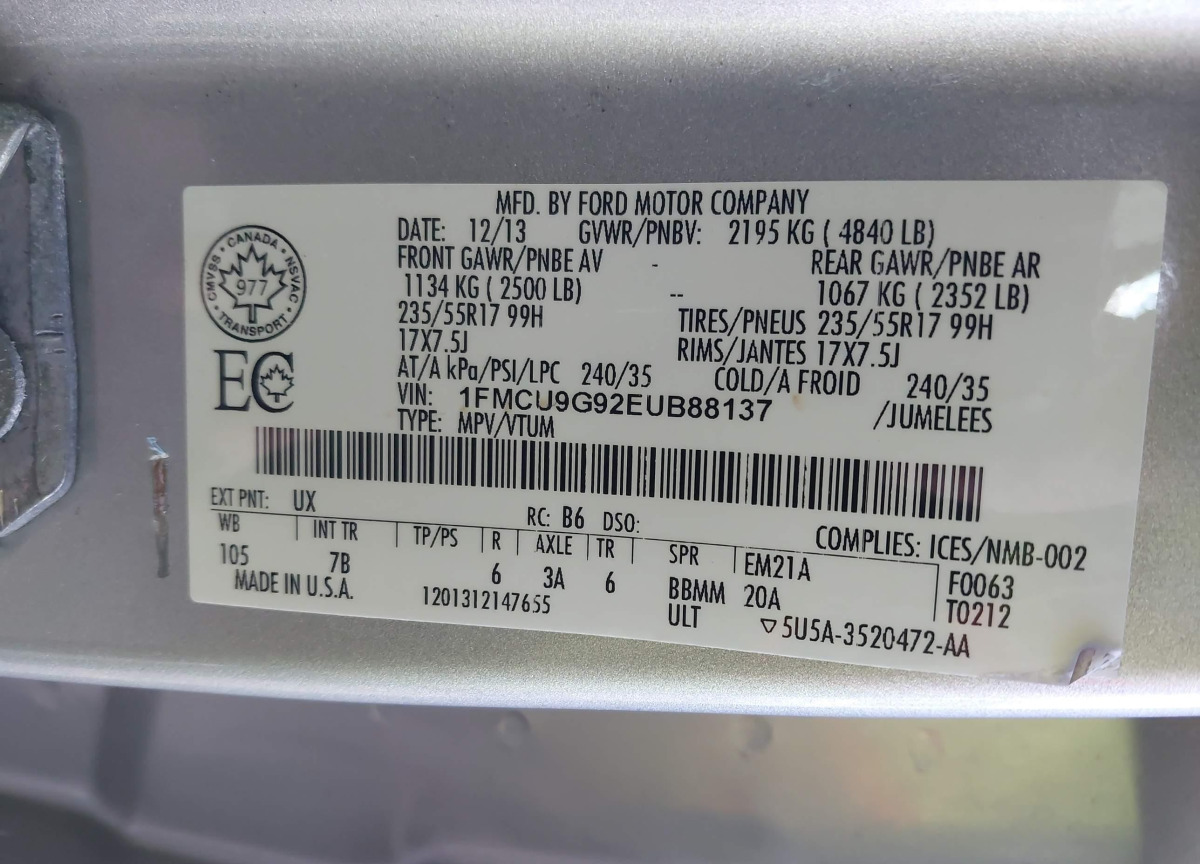 MFD. BY FORD MOTOR COMPANY
DATE: 12/13 GVWR/PNBV: 2195 KG ( 4840 LB)
FRONT GAWR/PNBE AV - REAR GAWR/PNBE AR
1134 KG ( 2500 LB) -- 1067 KG ( 2352 LB)
235/55R17 99H TIRES/PNEUS 235/55R17 99H
17X7.5J RIMS/JANTES 17X7.5J
AT/A kPa/PSI/LPC 240/35 COLD/A FROID 240/35
VIN: 1FMCU9G92EUB88137 /JUMELEES
TYPE: MPV/VTUM
CANADA
CMVSS • NSVAC
977
TRANSPORT
EC
EXT PNT: UX RC: B6 DSO:
COMPLIES: ICES/NMB-002
WB INT TR TP/PS R AXLE TR SPR EM21A F0063
105 7B 6 3A 6 BBMM 20A T0212
MADE IN U.S.A. 1201312147655 ULT ▽5U5A-3520472-AA